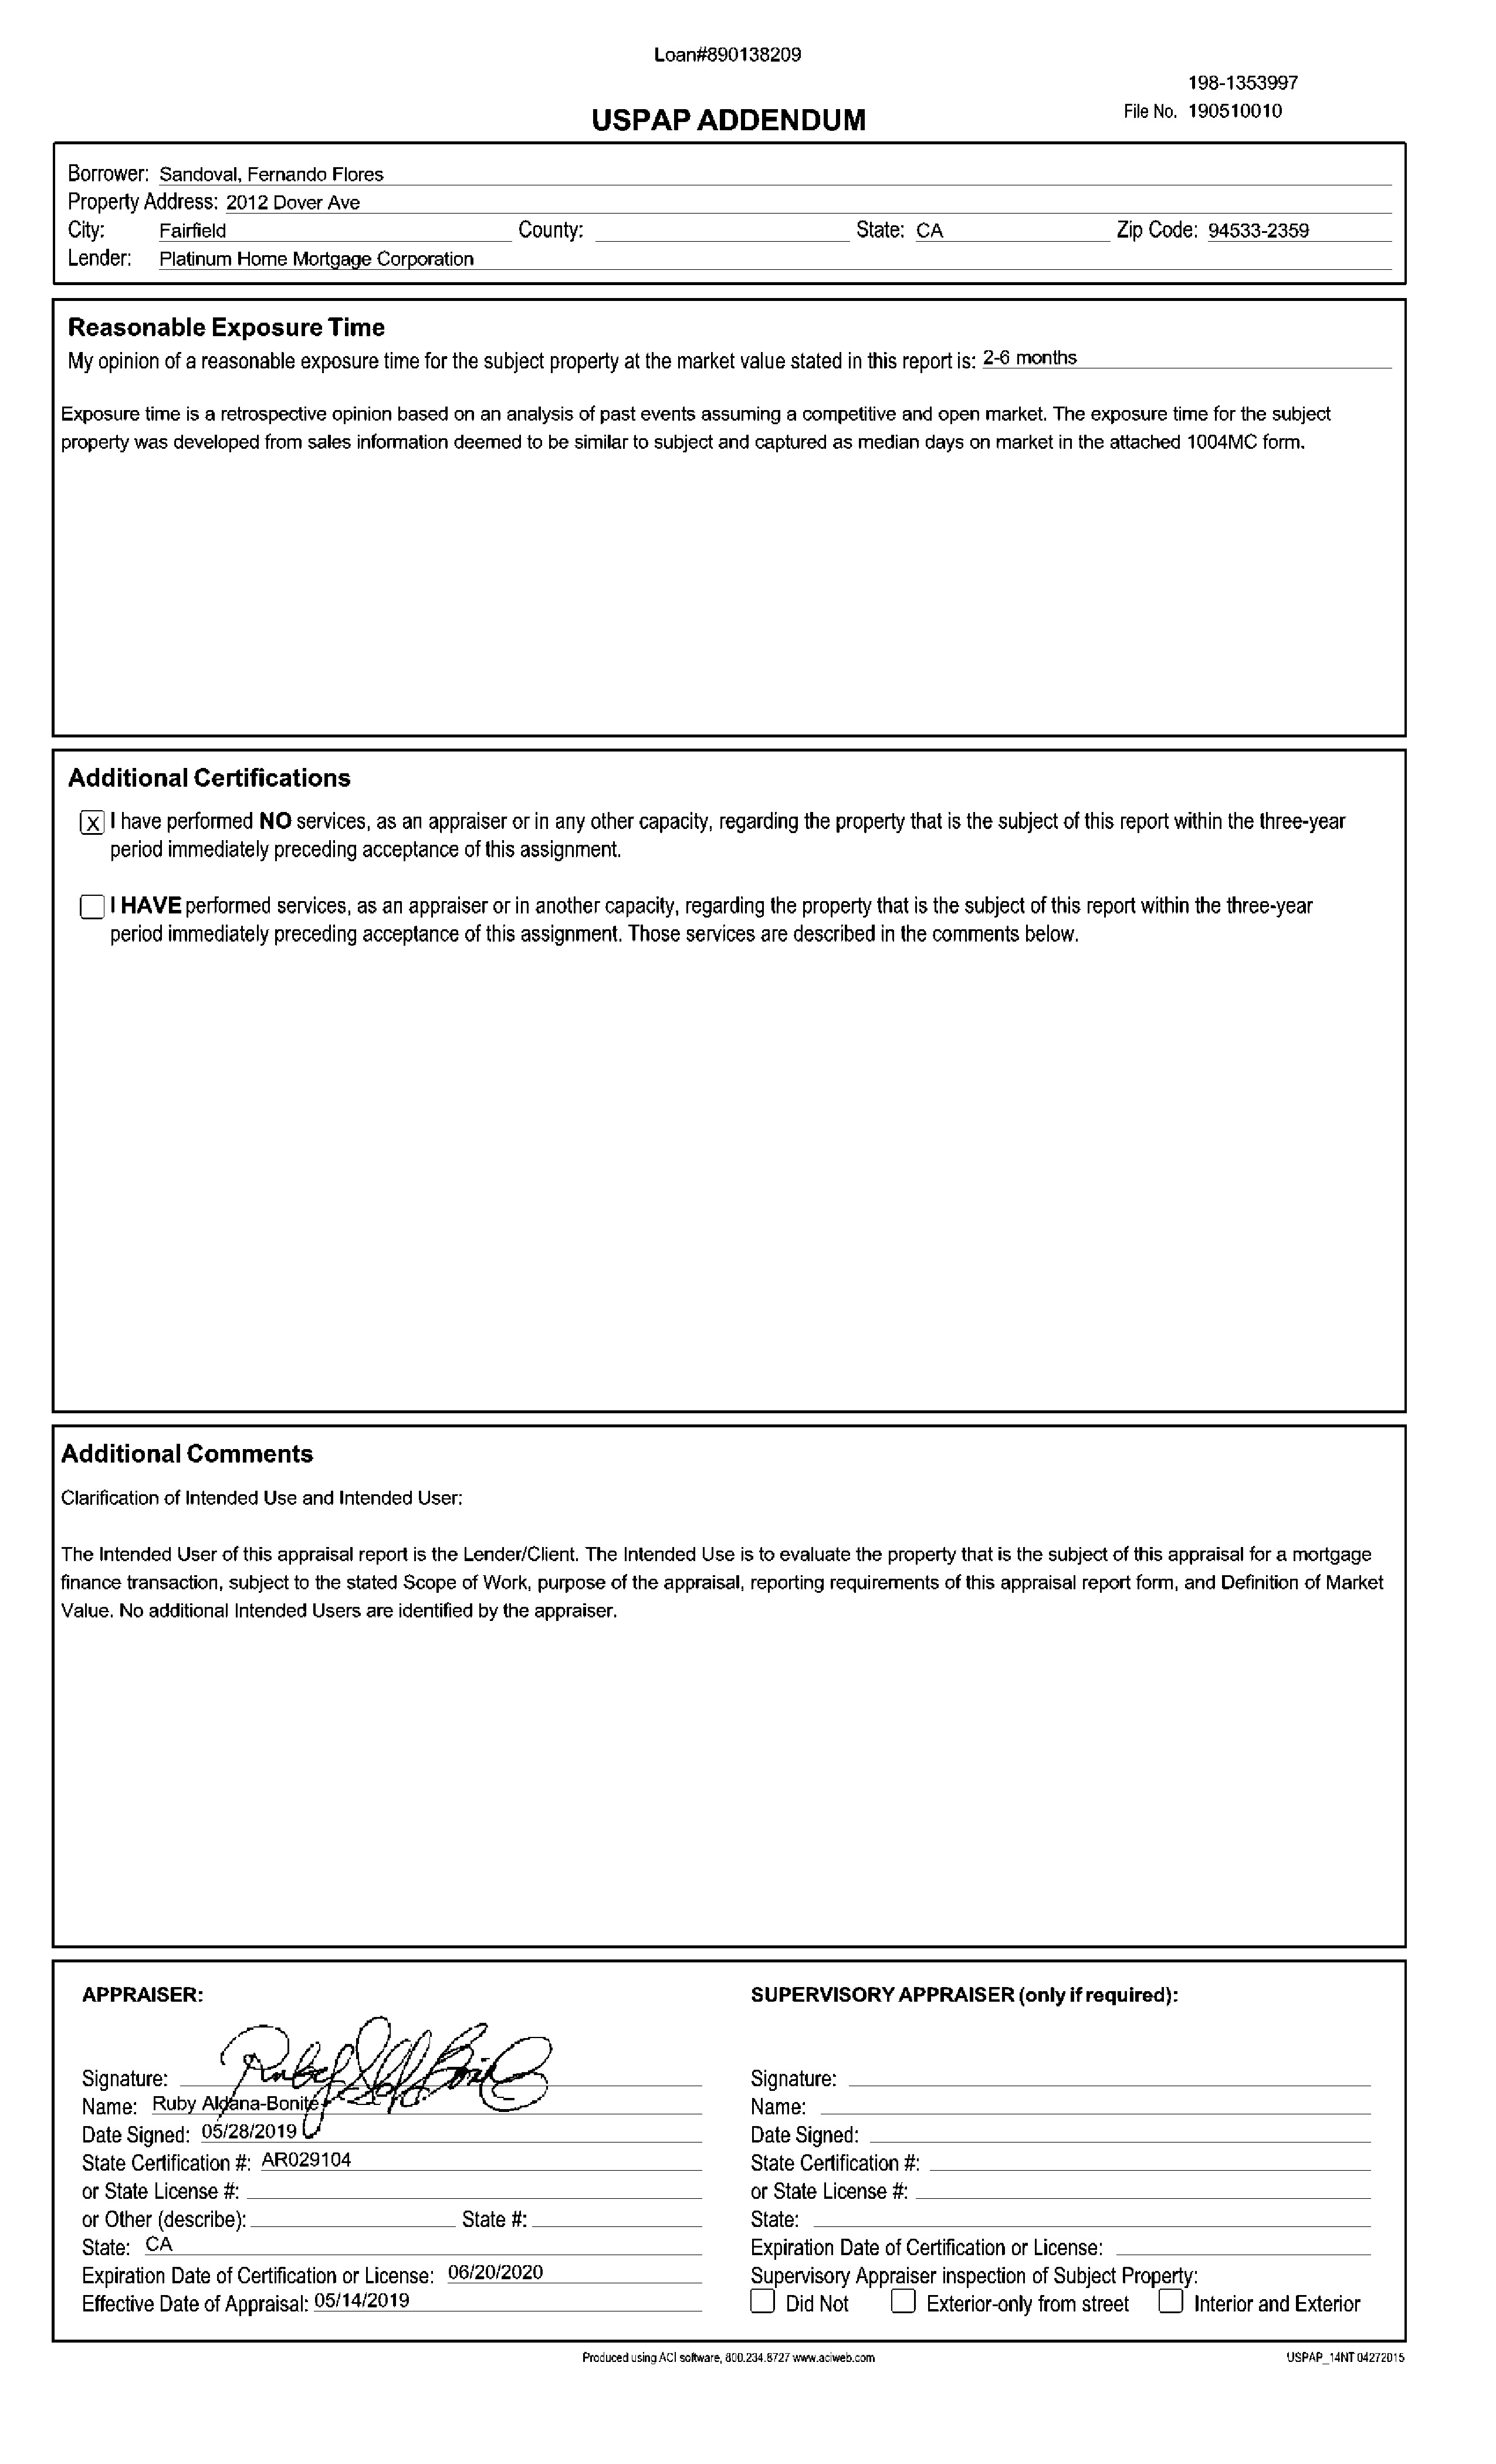 Loan#890138209
198-1353997
USPAP ADDENDUM
File No. 190510010
Borrower: Sandoval, Fernando Flores
Property Address: 2012 Dover Ave
City: Fairfield County: State: CA Zip Code: 94533-2359
Lender: Platinum Home Mortgage Corporation
Reasonable Exposure Time
My opinion of a reasonable exposure time for the subject property at the market value stated in this report is: 2-6 months
Exposure time is a retrospective opinion based on an analysis of past events assuming a competitive and open market. The exposure time for the subject
property was developed from sales information deemed to be similar to subject and captured as median days on market in the attached 1004MC form.
Additional Certifications
X I have performed NO services, as an appraiser or in any other capacity, regarding the property that is the subject of this report within the three-year
period immediately preceding acceptance of this assignment.
I HAVE performed services, as an appraiser or in another capacity, regarding the property that is the subject of this report within the three-year
period immediately preceding acceptance of this assignment. Those services are described in the comments below.
Additional Comments
Clarification of Intended Use and Intended User:
The Intended User of this appraisal report is the Lender/Client. The Intended Use is to evaluate the property that is the subject of this appraisal for a mortgage
finance transaction, subject to the stated Scope of Work, purpose of the appraisal, reporting requirements of this appraisal report form, and Definition of Market
Value. No additional Intended Users are identified by the appraiser.
APPRAISER:
Signature:
Name: Ruby Aldana-Bonite
Date Signed: 05/28/2019
State Certification #: AR029104
or State License #:
or Other (describe): State #:
State: CA
Expiration Date of Certification or License: 06/20/2020
Effective Date of Appraisal: 05/14/2019
SUPERVISORY APPRAISER (only if required):
Signature:
Name:
Date Signed:
State Certification #:
or State License #:
State:
Expiration Date of Certification or License:
Supervisory Appraiser inspection of Subject Property:
Did Not Exterior-only from street Interior and Exterior
Produced using ACI software, 800.234.8727 www.aciweb.com
USPAP_14NT 04272015